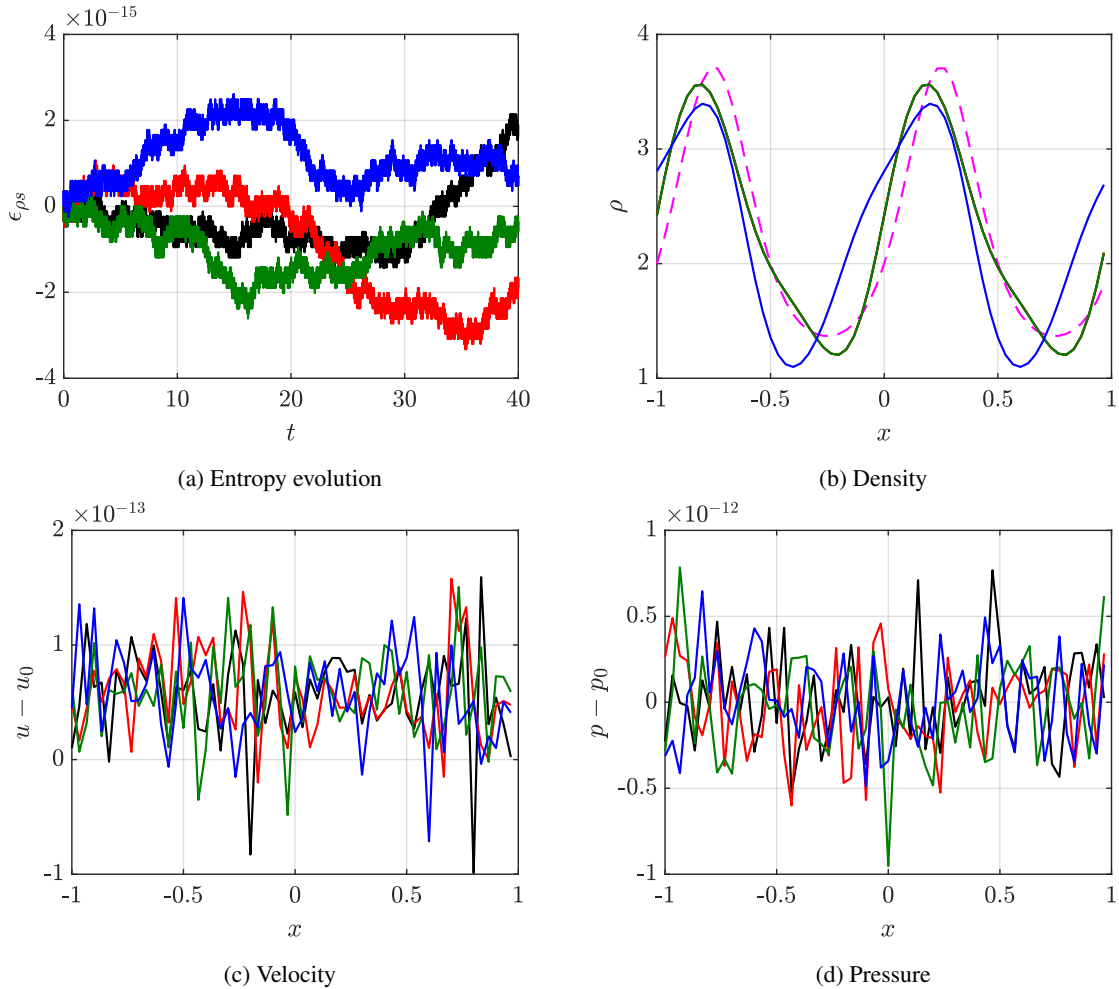 ×10⁻¹⁵
4
2
0
-2
-4
ϵρs
0 10 20 30 40
t
(a) Entropy evolution
4
3
2
1
ρ
-1 -0.5 0 0.5 1
x
(b) Density
×10⁻¹³
2
1
0
-1
u − u₀
-1 -0.5 0 0.5 1
x
(c) Velocity
×10⁻¹²
1
0.5
0
-0.5
-1
p − p₀
-1 -0.5 0 0.5 1
x
(d) Pressure